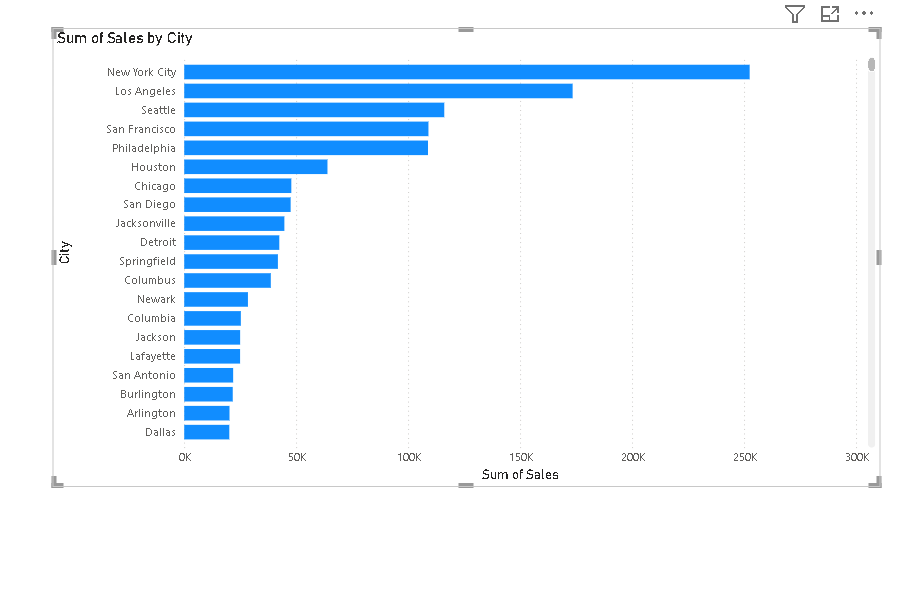 Sum of Sales by City
New York City
Los Angeles
Seattle
San Francisco
Philadelphia
Houston
Chicago
San Diego
Jacksonville
Detroit
Springfield
Columbus
Newark
Columbia
Jackson
Lafayette
San Antonio
Burlington
Arlington
Dallas
City
0K 50K 100K 150K 200K 250K 300K
Sum of Sales